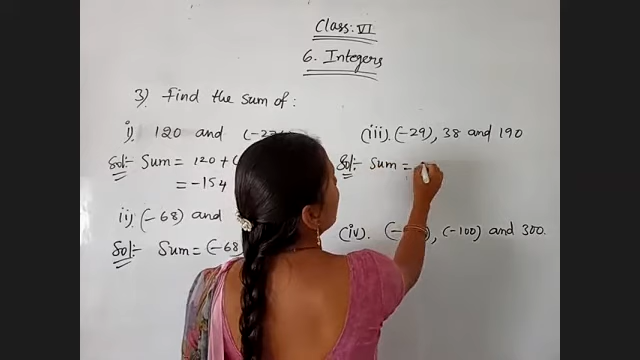 Class: VI
6. Integers
3) Find the sum of:
i) 120 and (-27
Sol:- Sum = 120 + (
= -154
ii) (-68) and
Sol:- Sum = (-68
(iii). (-29), 38 and 190
Sol:- Sum =
(iv). (- ), (-100) and 300.